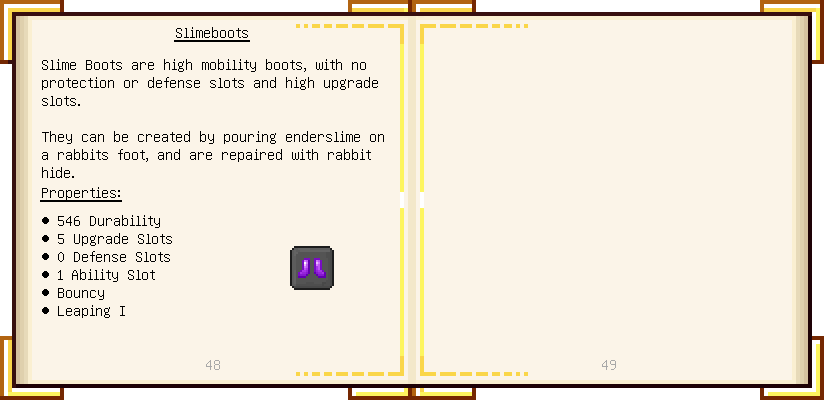 Slimeboots
Slime Boots are high mobility boots, with no
protection or defense slots and high upgrade
slots.
They can be created by pouring enderslime on
a rabbits foot, and are repaired with rabbit
hide.
Properties:
● 546 Durability
● 5 Upgrade Slots
● 0 Defense Slots
● 1 Ability Slot
● Bouncy
● Leaping I
48
49